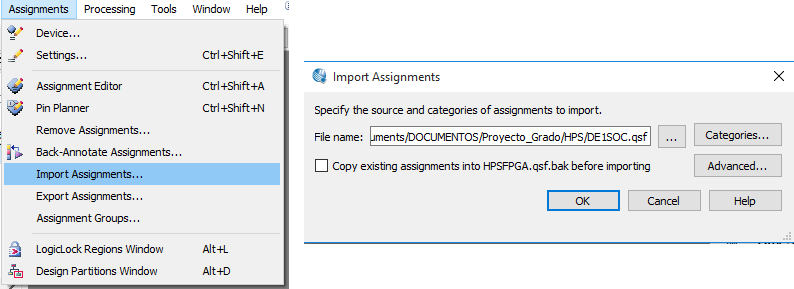 Assignments Processing Tools Window Help
Device...
Settings... Ctrl+Shift+E
Assignment Editor Ctrl+Shift+A
Pin Planner Ctrl+Shift+N
Remove Assignments...
Back-Annotate Assignments...
Import Assignments...
Export Assignments...
Assignment Groups...
LogicLock Regions Window Alt+L
Design Partitions Window Alt+D
Import Assignments
Specify the source and categories of assignments to import.
File name: uments/DOCUMENTOS/Proyecto_Grado/HPS/DE1SOC.qsf ... Categories...
Copy existing assignments into HPSFPGA.qsf.bak before importing Advanced...
OK Cancel Help